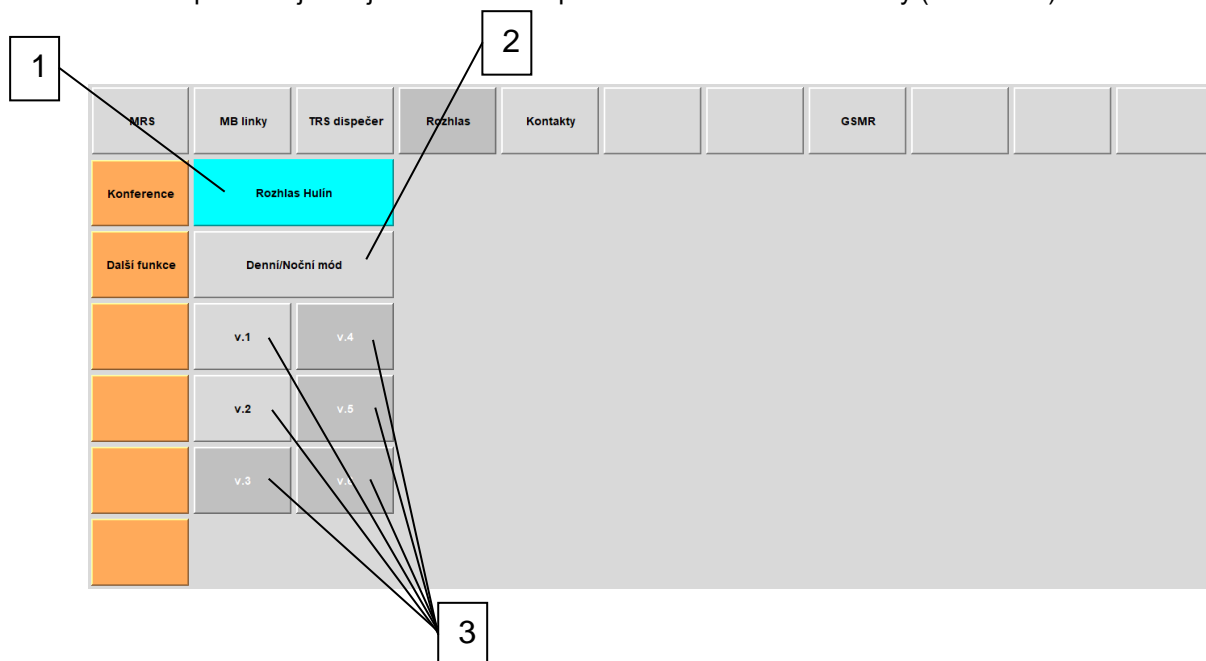 2
1
MRS MB linky TRS dispečer Rozhlas Kontakty GSMR
Konference Rozhlas Hulín
Další funkce Denní/Noční mód
v.1 v.4
v.2 v.5
v.3
3